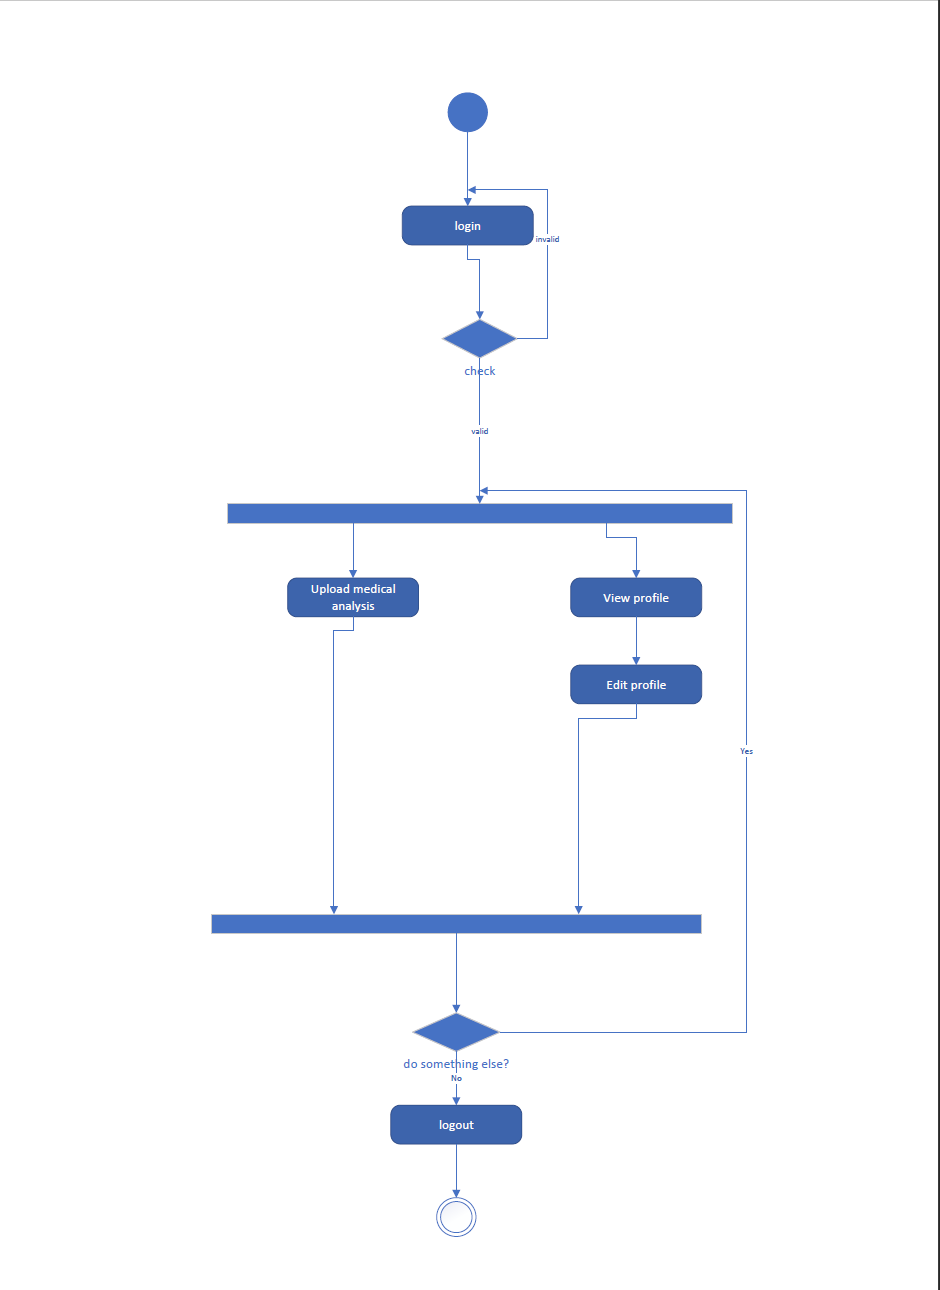 login
invalid
check
valid
Upload medical
analysis
View profile
Edit profile
Yes
do something else?
No
logout